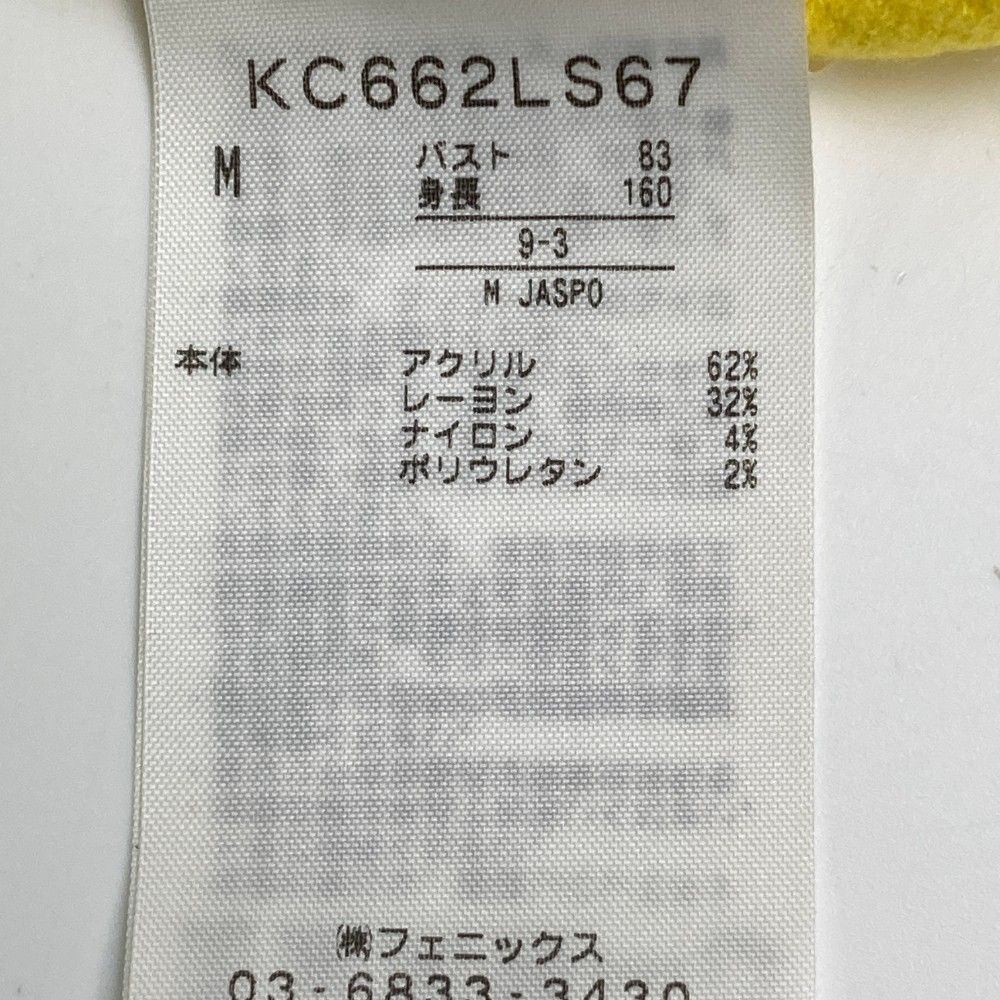 KC662LS67
M バスト 83
身長 160
9-3
M JASPO
本体 アクリル 62%
レーヨン 32%
ナイロン 4%
ポリウレタン 2%
㈱フェニックス
03-6833-3430